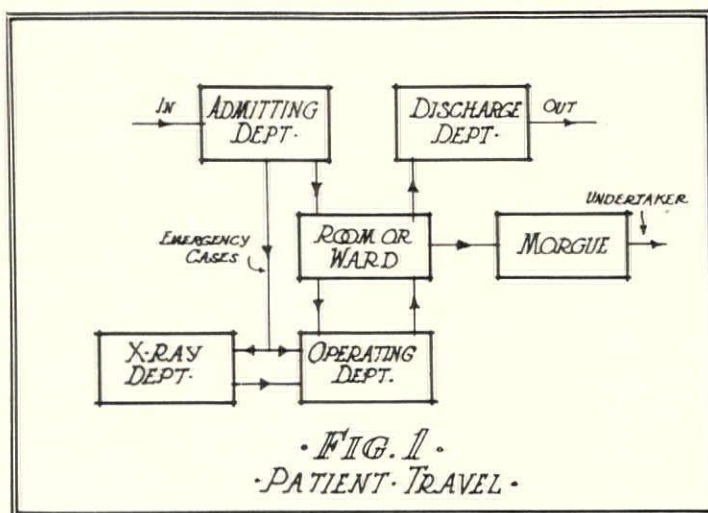 IN
ADMITTING
DEPT.
DISCHARGE
DEPT.
OUT
UNDERTAKER
EMERGENCY
CASES
ROOM OR
WARD
MORGUE
X-RAY
DEPT.
OPERATING
DEPT.
· FIG. 1 ·
· PATIENT · TRAVEL ·